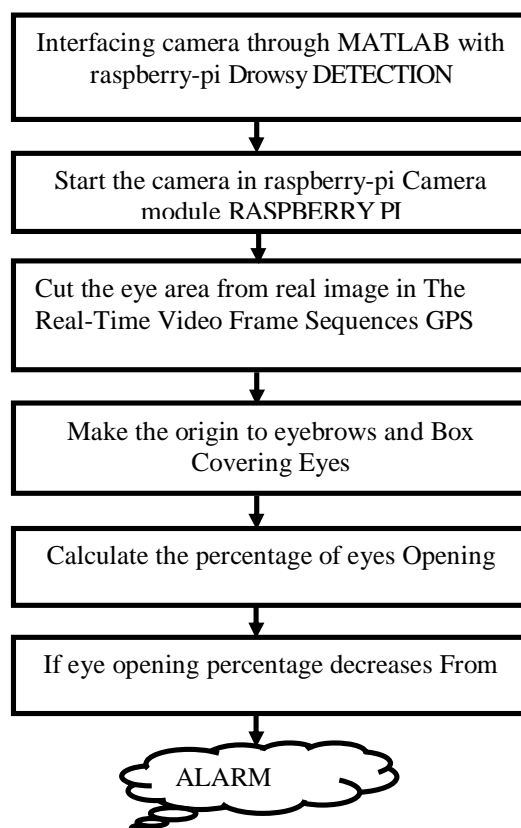 Interfacing camera through MATLAB with
raspberry-pi Drowsy DETECTION
Start the camera in raspberry-pi Camera
module RASPBERRY PI
Cut the eye area from real image in The
Real-Time Video Frame Sequences GPS
Make the origin to eyebrows and Box
Covering Eyes
Calculate the percentage of eyes Opening
If eye opening percentage decreases From
ALARM